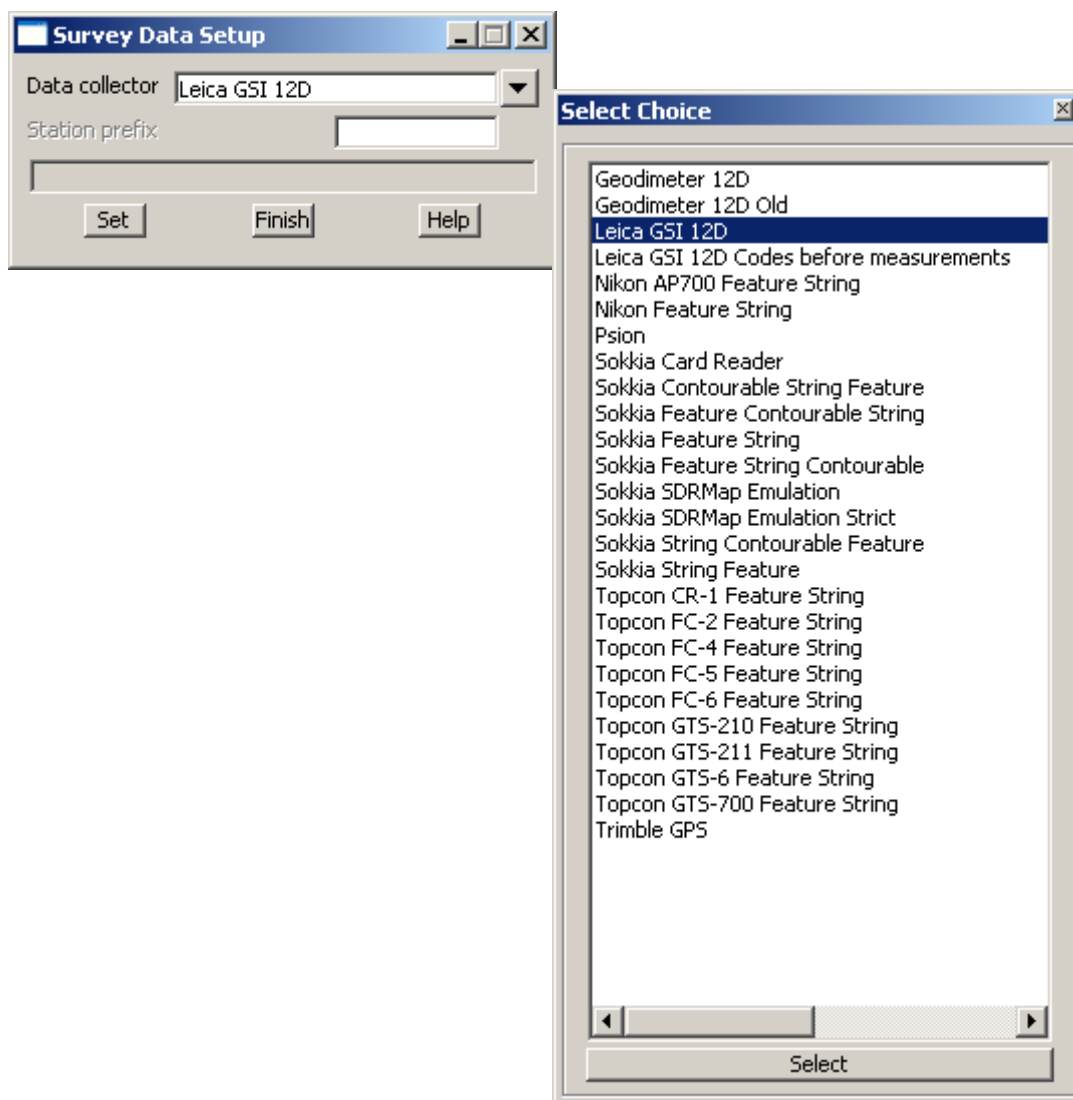 Survey Data Setup
Data collector Leica GSI 12D
Station prefix
Set Finish Help
Select Choice
Geodimeter 12D
Geodimeter 12D Old
Leica GSI 12D
Leica GSI 12D Codes before measurements
Nikon AP700 Feature String
Nikon Feature String
Psion
Sokkia Card Reader
Sokkia Contourable String Feature
Sokkia Feature Contourable String
Sokkia Feature String
Sokkia Feature String Contourable
Sokkia SDRMap Emulation
Sokkia SDRMap Emulation Strict
Sokkia String Contourable Feature
Sokkia String Feature
Topcon CR-1 Feature String
Topcon FC-2 Feature String
Topcon FC-4 Feature String
Topcon FC-5 Feature String
Topcon FC-6 Feature String
Topcon GTS-210 Feature String
Topcon GTS-211 Feature String
Topcon GTS-6 Feature String
Topcon GTS-700 Feature String
Trimble GPS
Select